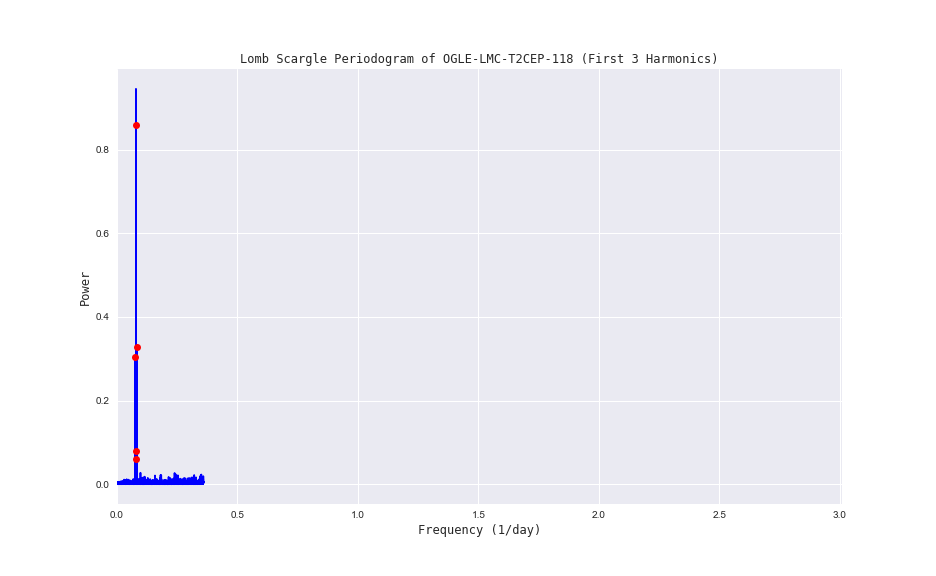 Lomb Scargle Periodogram of OGLE-LMC-T2CEP-118 (First 3 Harmonics)
0.8
0.6
0.4
0.2
0.0
Power
0.0 0.5 1.0 1.5 2.0 2.5 3.0
Frequency (1/day)